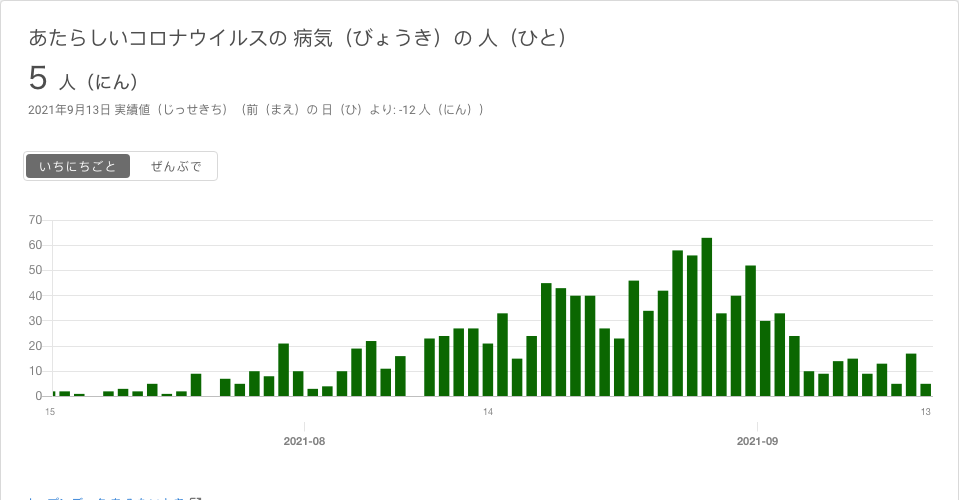 あたらしいコロナウイルスの 病気（びょうき）の 人（ひと）
5 人（にん）
2021年9月13日 実績値（じっせきち）（前（まえ）の 日（ひ）より: -12 人（にん））
いちにちごと ぜんぶで
70
60
50
40
30
20
10
0
15 14 13
2021-08 2021-09